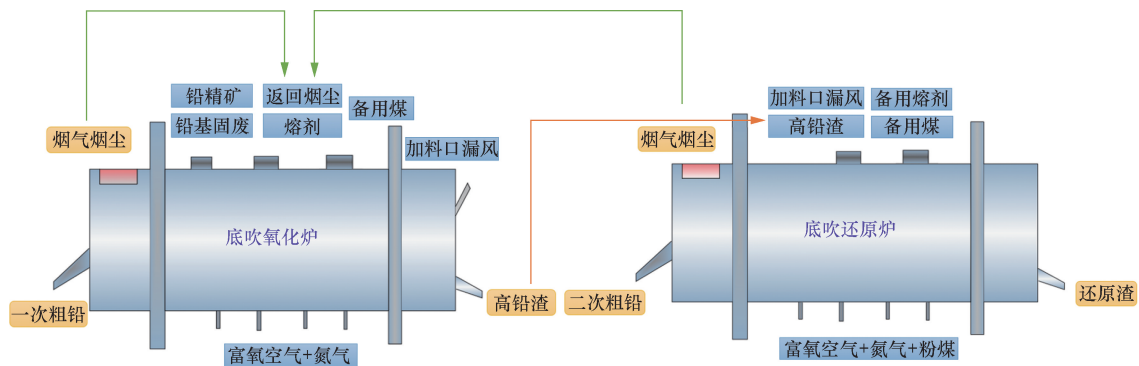 铅精矿
返回烟尘
备用煤
铅基固废
熔剂
烟气烟尘
加料口漏风
底吹氧化炉
一次粗铅
高铅渣
富氧空气+氮气
加料口漏风
备用熔剂
高铅渣
备用煤
烟气烟尘
底吹还原炉
二次粗铅
还原渣
富氧空气+氮气+粉煤